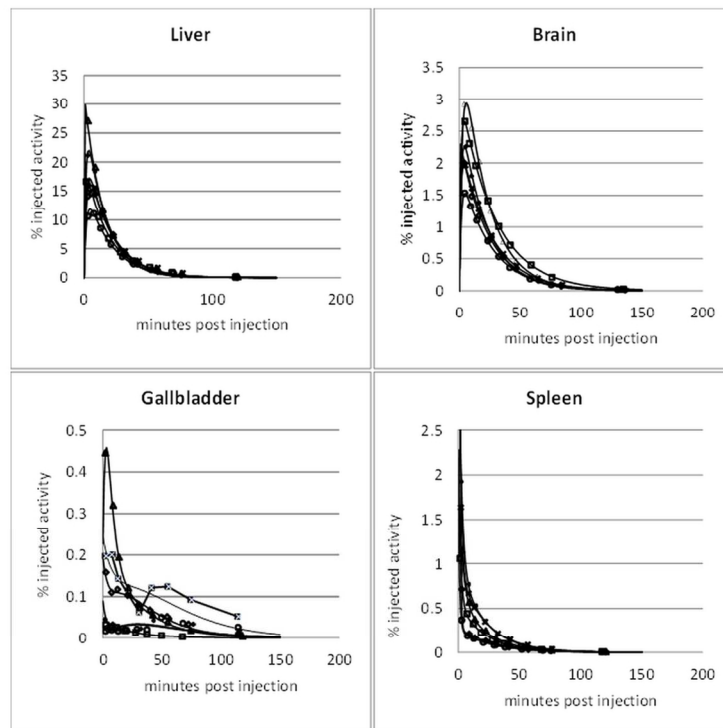 Liver
35
30
25
20
15
10
5
0
0 100 200
% injected activity
minutes post injection
Brain
3.5
3
2.5
2
1.5
1
0.5
0
0 50 100 150 200
% injected activity
minutes post injection
Gallbladder
0.5
0.4
0.3
0.2
0.1
0
0 50 100 150 200
% injected activity
minutes post injection
Spleen
2.5
2
1.5
1
0.5
0
0 50 100 150 200
% injected activity
minutes post injection